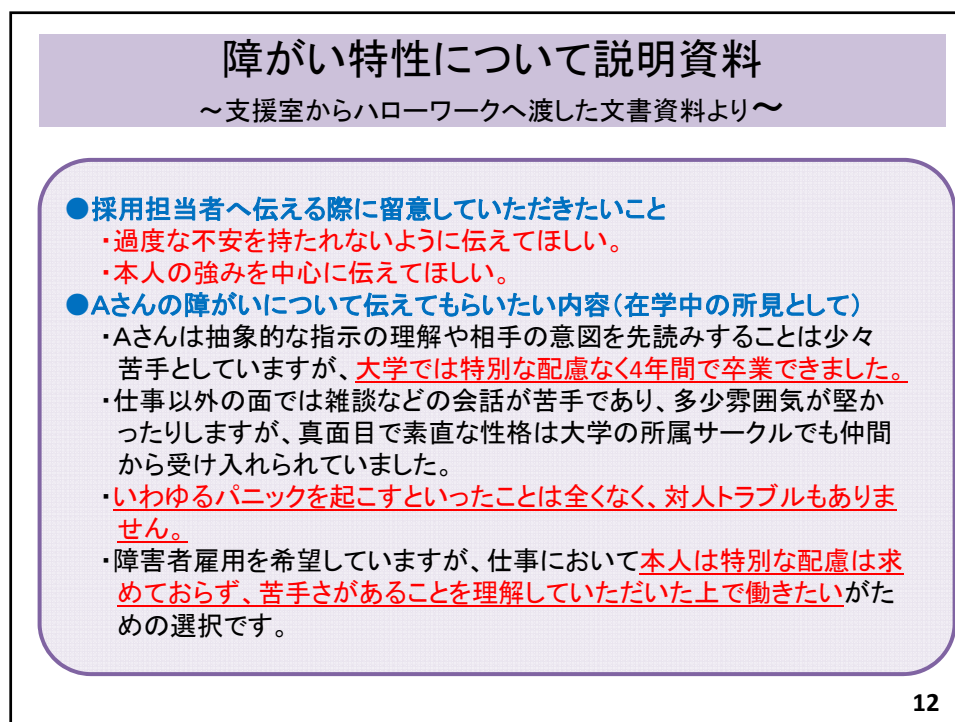 障がい特性について説明資料
～支援室からハローワークへ渡した文書資料より～
●採用担当者へ伝える際に留意していただきたいこと
・過度な不安を持たれないように伝えてほしい。
・本人の強みを中心に伝えてほしい。
●Aさんの障がいについて伝えてもらいたい内容（在学中の所見として）
・Aさんは抽象的な指示の理解や相手の意図を先読みすることは少々
苦手としていますが、大学では特別な配慮なく4年間で卒業できました。
・仕事以外の面では雑談などの会話が苦手であり、多少雰囲気が堅か
ったりしますが、真面目で素直な性格は大学の所属サークルでも仲間
から受け入れられていました。
・いわゆるパニックを起こすといったことは全くなく、対人トラブルもありま
せん。
・障害者雇用を希望していますが、仕事において本人は特別な配慮は求
めておらず、苦手さがあることを理解していただいた上で働きたいがた
めの選択です。
12